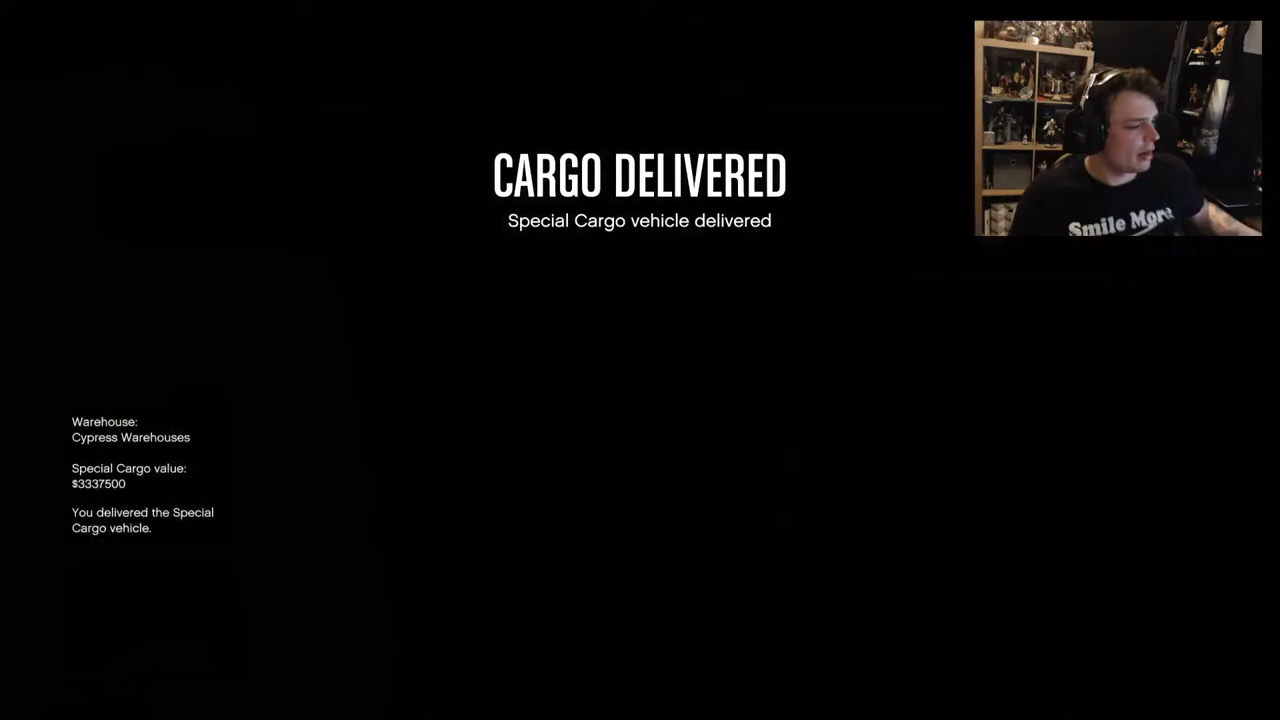 CARGO DELIVERED
Special Cargo vehicle delivered
Smile More
Warehouse:
Cypress Warehouses
Special Cargo value:
$3337500
You delivered the Special
Cargo vehicle.